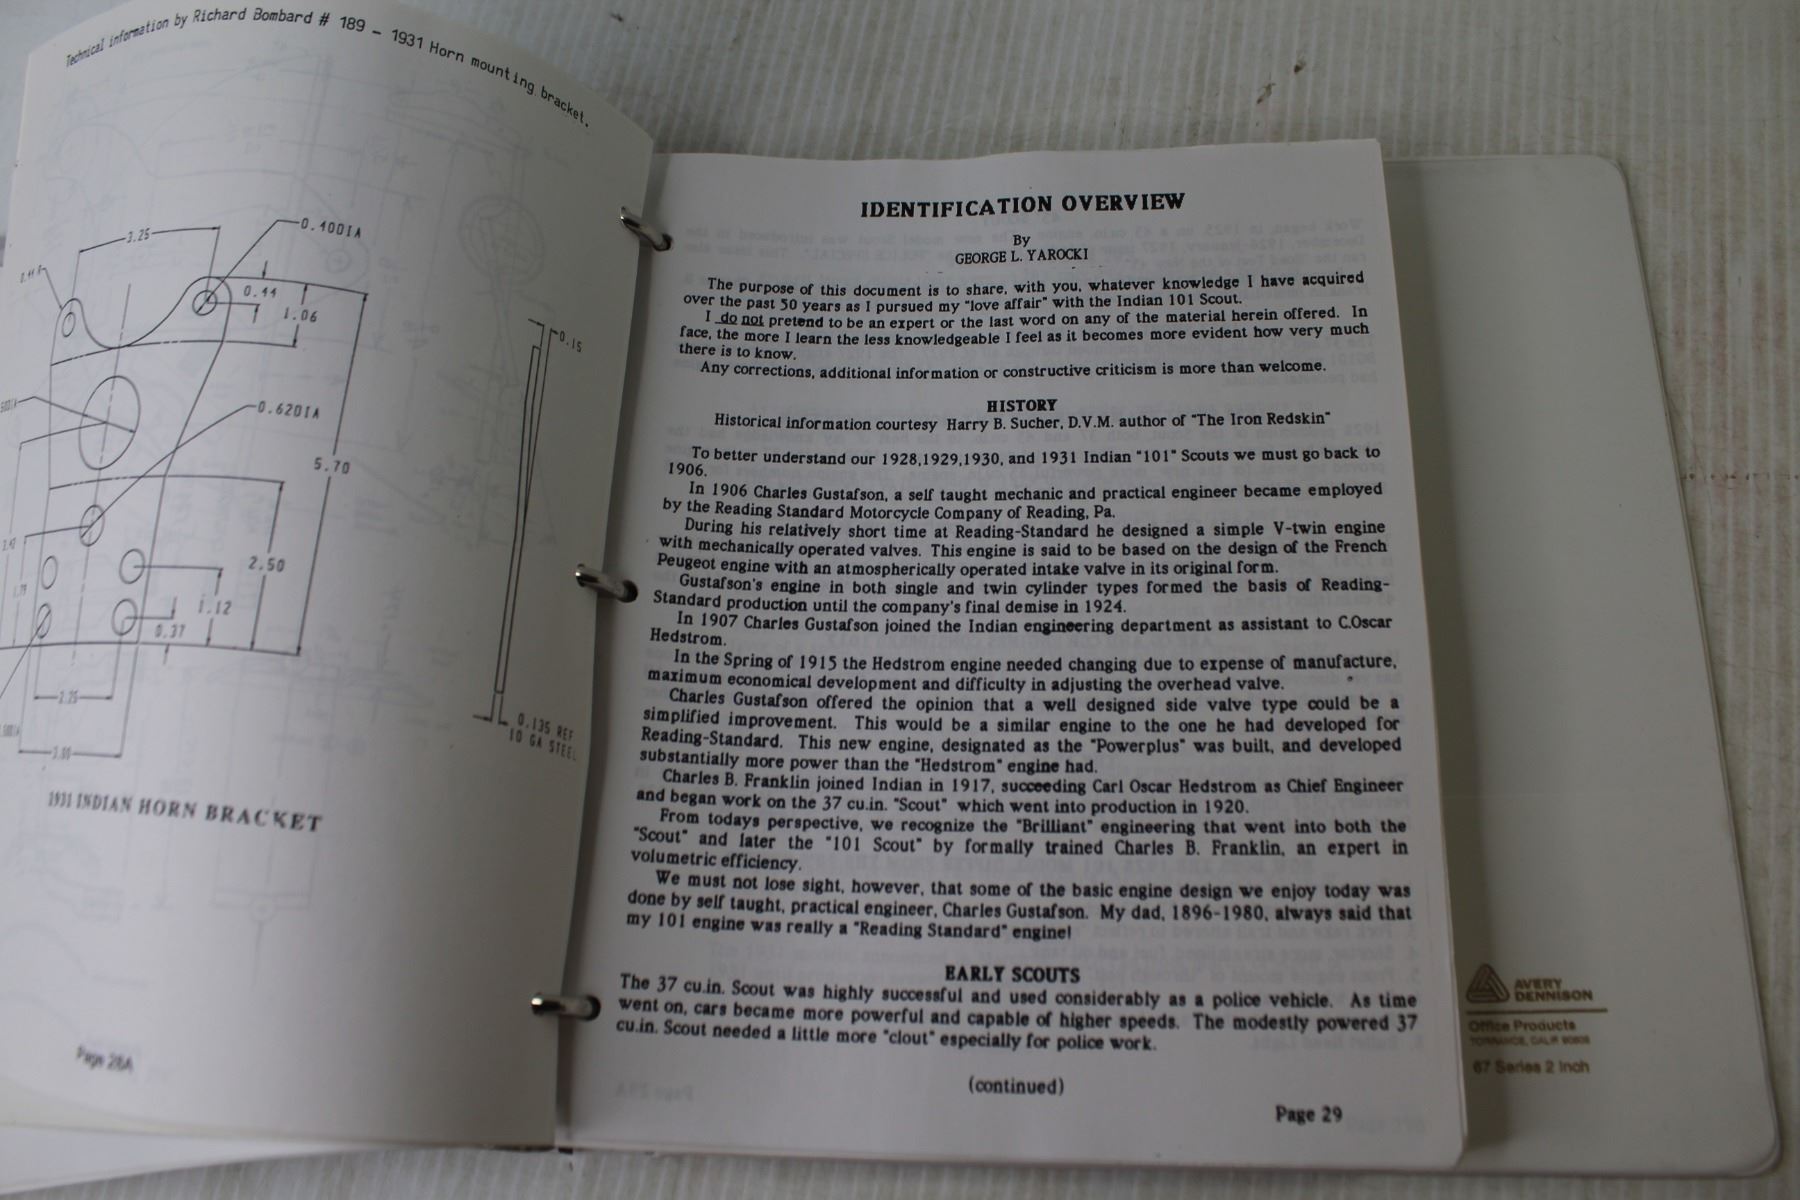 Technical information by Richard Bombard # 189 - 1931 Horn mounting bracket.
3.25
0.40DIA
0.44
1.06
0.15
0.62DIA
5.70
2.50
1.12
0.37
0.135 REF
10 GA STEEL
1931 INDIAN HORN BRACKET
Page 28A
IDENTIFICATION OVERVIEW
By
GEORGE L. YAROCKI
The purpose of this document is to share, with you, whatever knowledge I have acquired
over the past 50 years as I pursued my "love affair" with the Indian 101 Scout.
I do not pretend to be an expert or the last word on any of the material herein offered. In
face, the more I learn the less knowledgeable I feel as it becomes more evident how very much
there is to know.
Any corrections, additional information or constructive criticism is more than welcome.
HISTORY
Historical information courtesy Harry B. Sucher, D.V.M. author of "The Iron Redskin"
To better understand our 1928,1929,1930, and 1931 Indian "101" Scouts we must go back to
1906.
In 1906 Charles Gustafson, a self taught mechanic and practical engineer became employed
by the Reading Standard Motorcycle Company of Reading, Pa.
During his relatively short time at Reading-Standard he designed a simple V-twin engine
with mechanically operated valves. This engine is said to be based on the design of the French
Peugeot engine with an atmospherically operated intake valve in its original form.
Gustafson's engine in both single and twin cylinder types formed the basis of Reading-
Standard production until the company's final demise in 1924.
In 1907 Charles Gustafson joined the Indian engineering department as assistant to C.Oscar
Hedstrom.
In the Spring of 1915 the Hedstrom engine needed changing due to expense of manufacture,
maximum economical development and difficulty in adjusting the overhead valve.
Charles Gustafson offered the opinion that a well designed side valve type could be a
simplified improvement. This would be a similar engine to the one he had developed for
Reading-Standard. This new engine, designated as the "Powerplus" was built, and developed
substantially more power than the "Hedstrom" engine had.
Charles B. Franklin joined Indian in 1917, succeeding Carl Oscar Hedstrom as Chief Engineer
and began work on the 37 cu.in. "Scout" which went into production in 1920.
From todays perspective, we recognize the "Brilliant" engineering that went into both the
"Scout" and later the "101 Scout" by formally trained Charles B. Franklin, an expert in
volumetric efficiency.
We must not lose sight, however, that some of the basic engine design we enjoy today was
done by self taught, practical engineer, Charles Gustafson. My dad, 1896-1980, always said that
my 101 engine was really a "Reading Standard" engine!
EARLY SCOUTS
The 37 cu.in. Scout was highly successful and used considerably as a police vehicle. As time
went on, cars became more powerful and capable of higher speeds. The modestly powered 37
cu.in. Scout needed a little more "clout" especially for police work.
(continued)
Page 29
AVERY
DENNISON
Office Products
TORRANCE, CALIF 90503
67 Series 2 Inch